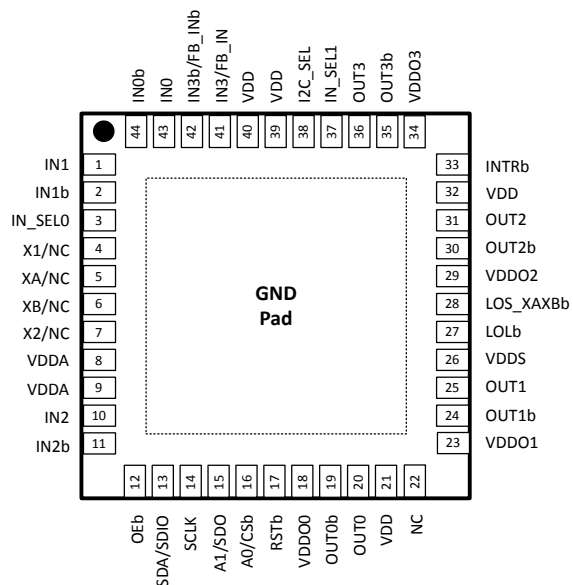 IN0b
IN0
IN3b/FB_INb
IN3/FB_IN
VDD
VDD
I2C_SEL
IN_SEL1
OUT3
OUT3b
VDDO3
44
43
42
41
40
39
38
37
36
35
34
IN1 1
IN1b 2
IN_SEL0 3
X1/NC 4
XA/NC 5
XB/NC 6
X2/NC 7
VDDA 8
VDDA 9
IN2 10
IN2b 11
GND
Pad
33 INTRb
32 VDD
31 OUT2
30 OUT2b
29 VDDO2
28 LOS_XAXBb
27 LOLb
26 VDDS
25 OUT1
24 OUT1b
23 VDDO1
12
13
14
15
16
17
18
19
20
21
22
OEb
SDA/SDIO
SCLK
A1/SDO
A0/CSb
RSTb
VDDO0
OUT0b
OUT0
VDD
NC